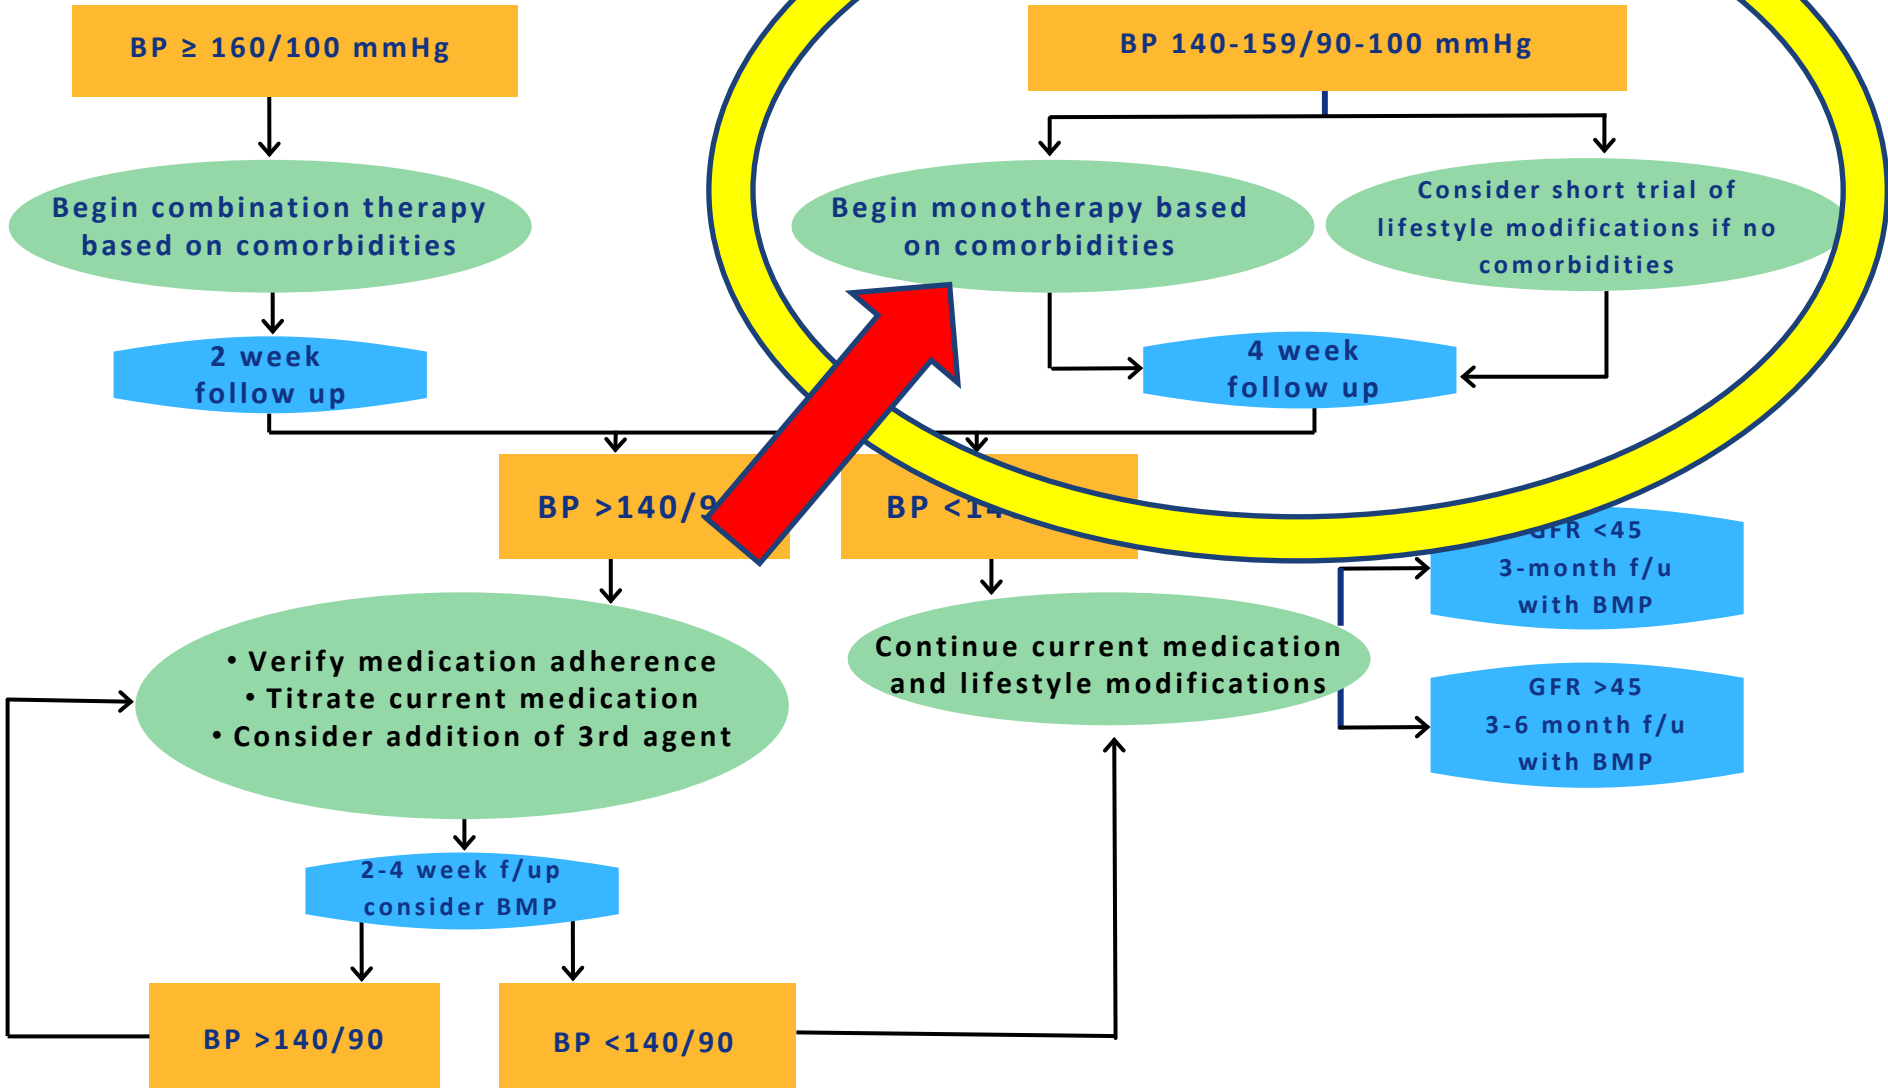 BP ≥ 160/100 mmHg
BP 140-159/90-100 mmHg
Begin combination therapy
based on comorbidities
Begin monotherapy based
on comorbidities
Consider short trial of
lifestyle modifications if no
comorbidities
2 week
follow up
4 week
follow up
BP >140/9
BP <14
GFR <45
3-month f/u
with BMP
• Verify medication adherence
• Titrate current medication
• Consider addition of 3rd agent
Continue current medication
and lifestyle modifications
GFR >45
3-6 month f/u
with BMP
2-4 week f/up
consider BMP
BP >140/90
BP <140/90